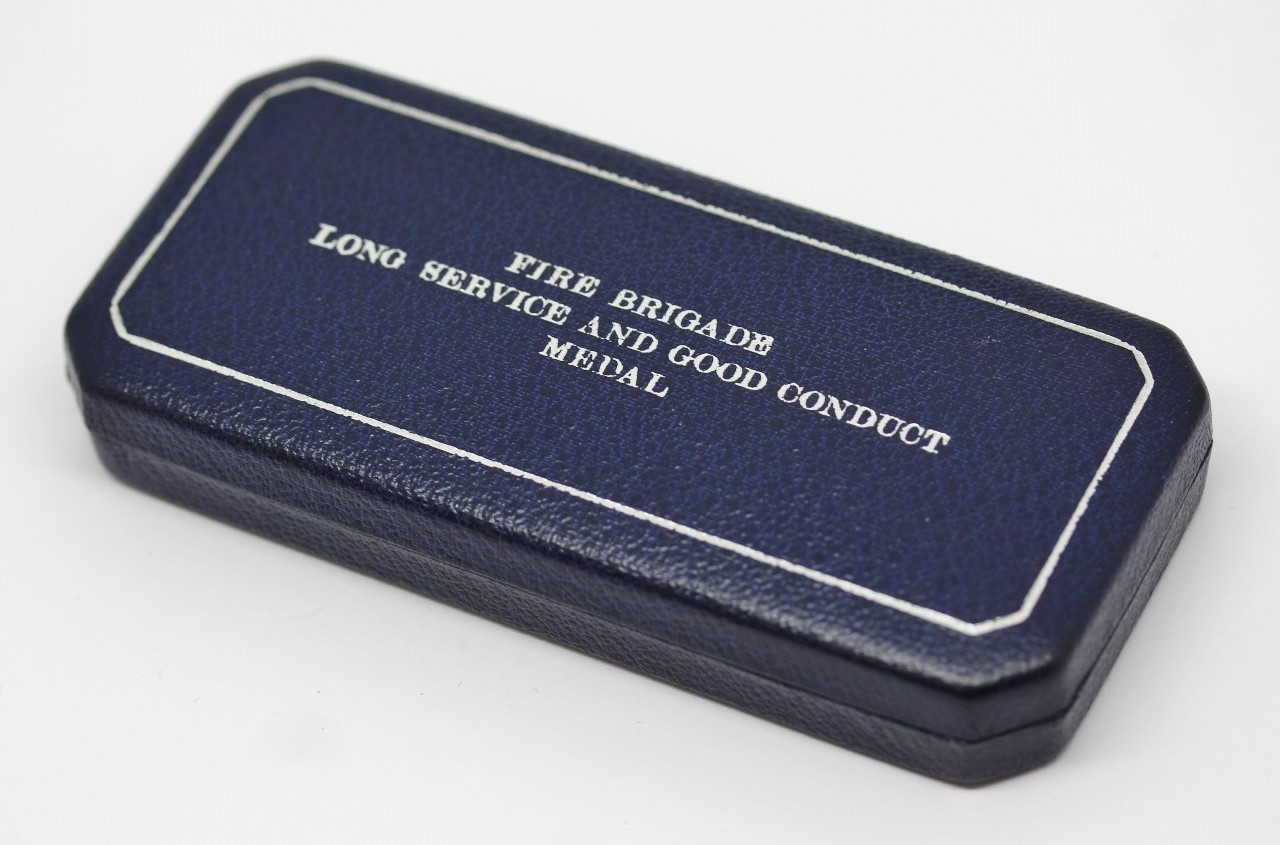 FIRE BRIGADE
LONG SERVICE AND GOOD CONDUCT
MEDAL